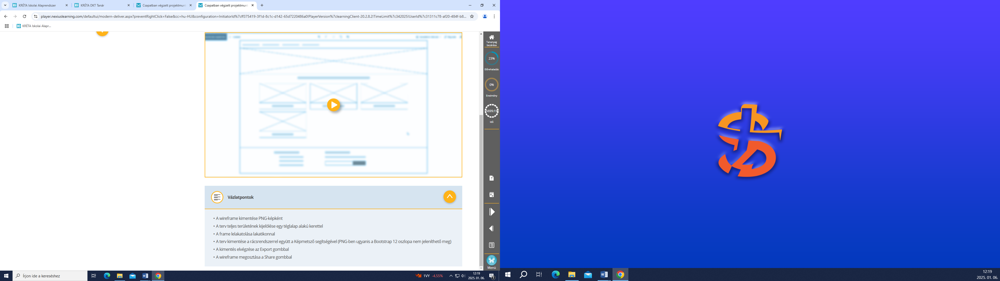 KRÉTA Iskolai Alaprendszer
KRÉTA DKT Tanár
Csapatban végzett projektmun
Csapatban végzett projektmun
player.nexiuslearning.com/defaultui/modern-deliver.aspx?preventRightClick=False&cc=hu-HU&configuration=InitiatorId%7cff375419-3f1d-8c1c-d142-65d7220486a0!PlayerVersion%7clearningClient-20.2.8.2!TimeLimit%7c342025!UserId%7c31311c78-af20-484f-b8...
KRÉTA Iskolai Alapr...
Tananyag
bezárása
23%
Előrehaladás
0%
Eredmény
5699:19
Idő
Vázlatpontok
• A wireframe kimentése PNG-képként
• A terv teljes területének kijelölése egy téglalap alakú kerettel
• A frame lelakatolása lakatikonnal
• A terv kimentése a rácsrendszerrel együtt a Képmetsző segítségével (PNG-ben ugyanis a Bootstrap 12 oszlopa nem jeleníthető meg)
• A kimentés elvégzése az Export gombbal
• A wireframe megosztása a Share gombbal
Menü
Írjon ide a kereséshez
1VY -4.55%
12:19
2025. 01. 06.
1
12:19
2025. 01. 06.